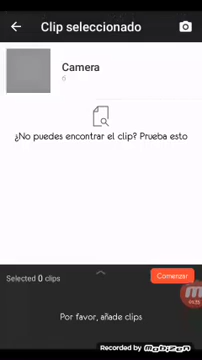 Clip seleccionado
Camera
6
¿No puedes encontrar el clip? Prueba esto
Selected 0 clips
Comenzar
Por favor, añade clips
Recorded by Mobizen